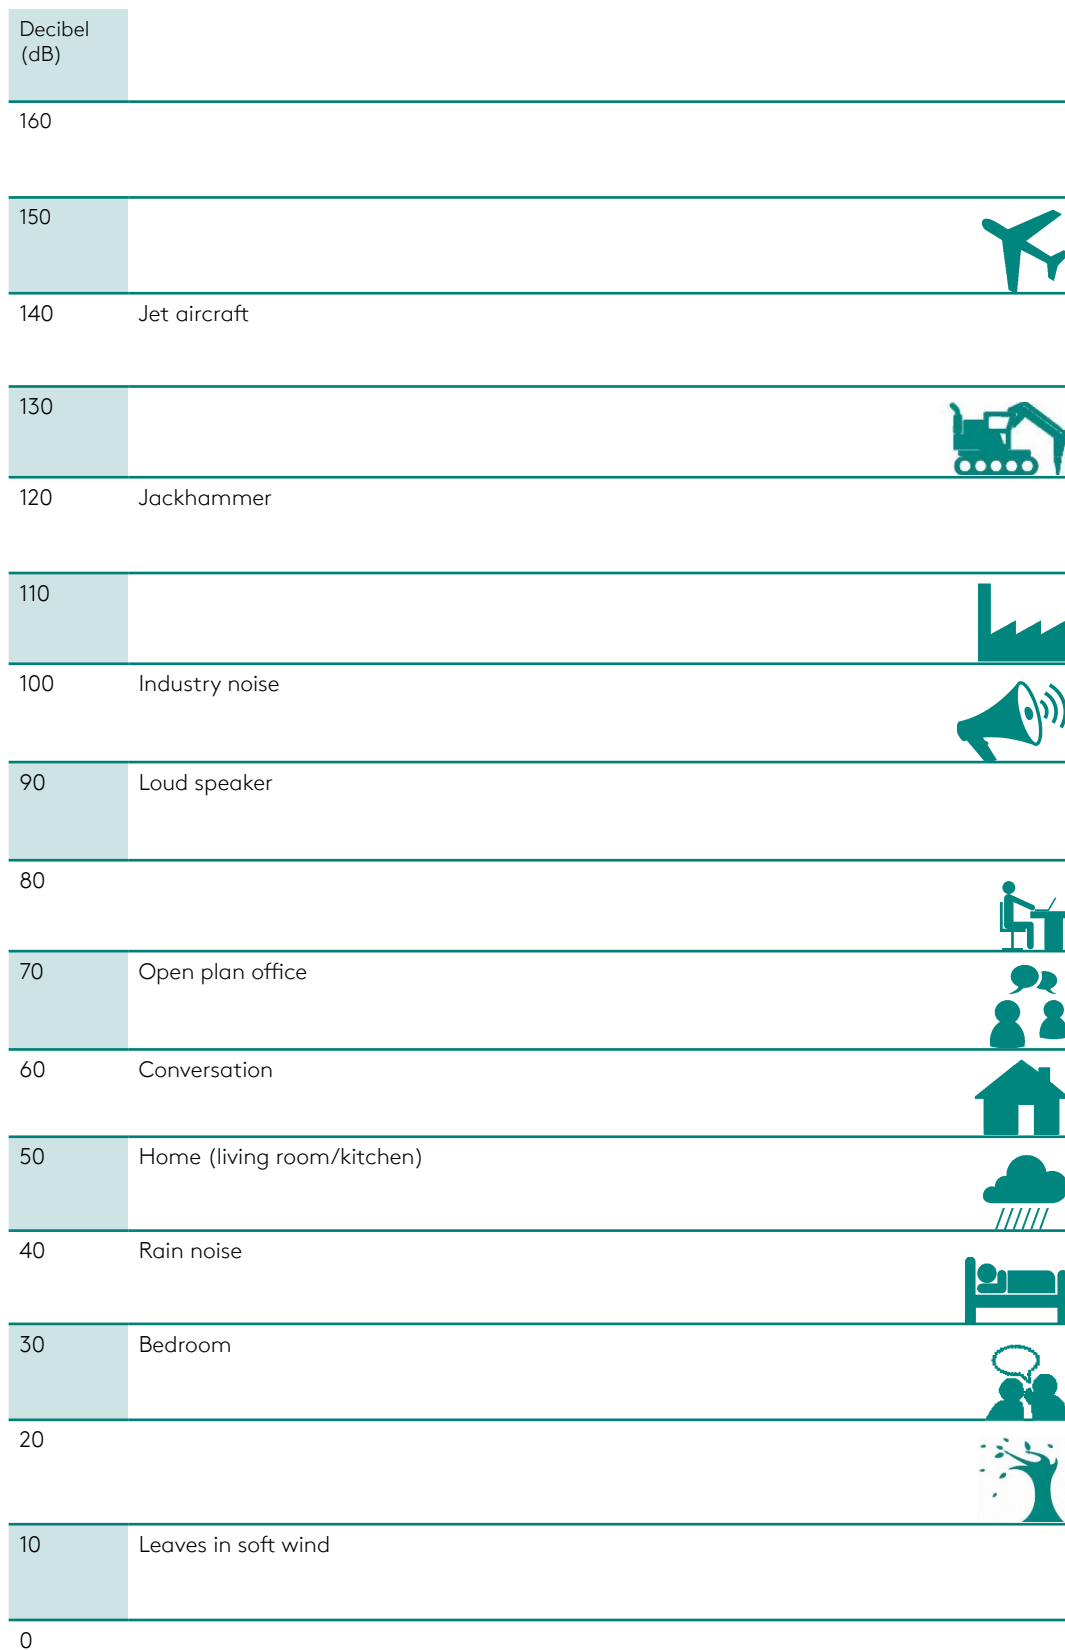 Decibel
(dB)
160
150
140 Jet aircraft
130
120 Jackhammer
110
100 Industry noise
90 Loud speaker
80
70 Open plan office
60 Conversation
50 Home (living room/kitchen)
40 Rain noise
30 Bedroom
20
10 Leaves in soft wind
0